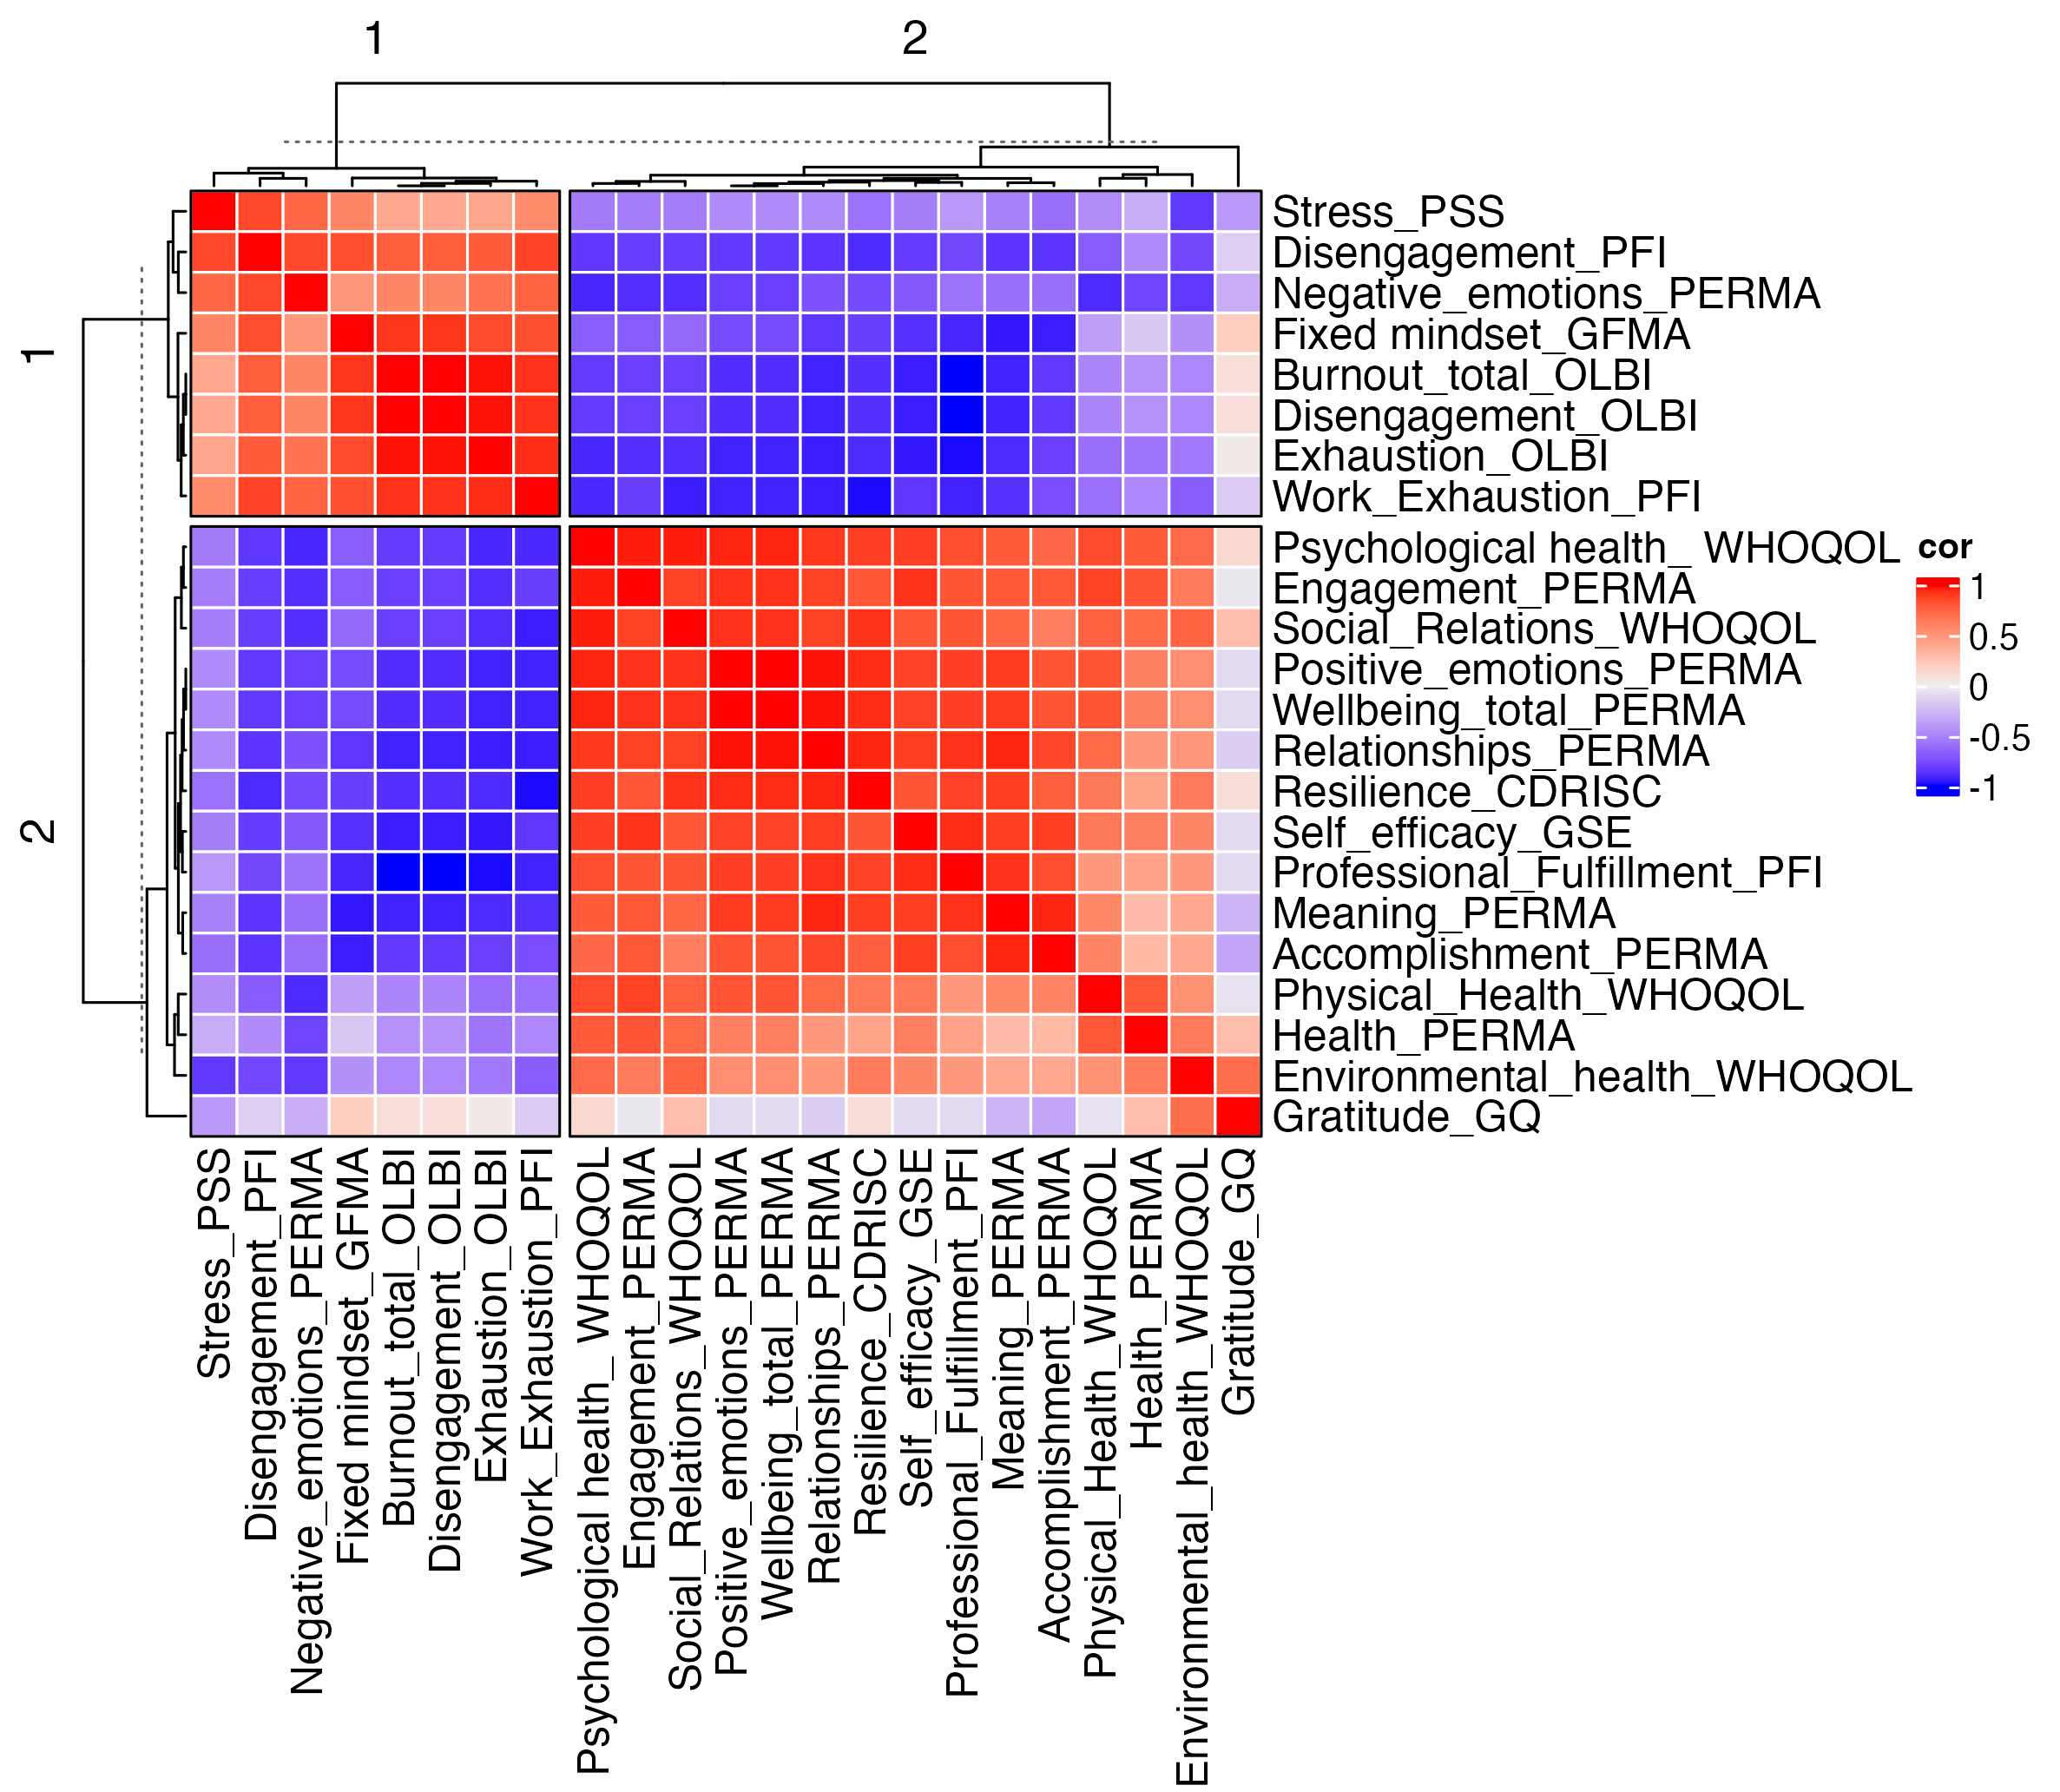 1 2
1
2
Stress_PSS
Disengagement_PFI
Negative_emotions_PERMA
Fixed mindset_GFMA
Burnout_total_OLBI
Disengagement_OLBI
Exhaustion_OLBI
Work_Exhaustion_PFI
Psychological health_ WHOQOL
Engagement_PERMA
Social_Relations_WHOQOL
Positive_emotions_PERMA
Wellbeing_total_PERMA
Relationships_PERMA
Resilience_CDRISC
Self_efficacy_GSE
Professional_Fulfillment_PFI
Meaning_PERMA
Accomplishment_PERMA
Physical_Health_WHOQOL
Health_PERMA
Environmental_health_WHOQOL
Gratitude_GQ
cor
1
0.5
0
-0.5
-1
Stress_PSS
Disengagement_PFI
Negative_emotions_PERMA
Fixed mindset_GFMA
Burnout_total_OLBI
Disengagement_OLBI
Exhaustion_OLBI
Work_Exhaustion_PFI
Psychological health_ WHOQOL
Engagement_PERMA
Social_Relations_WHOQOL
Positive_emotions_PERMA
Wellbeing_total_PERMA
Relationships_PERMA
Resilience_CDRISC
Self_efficacy_GSE
Professional_Fulfillment_PFI
Meaning_PERMA
Accomplishment_PERMA
Physical_Health_WHOQOL
Health_PERMA
Environmental_health_WHOQOL
Gratitude_GQ